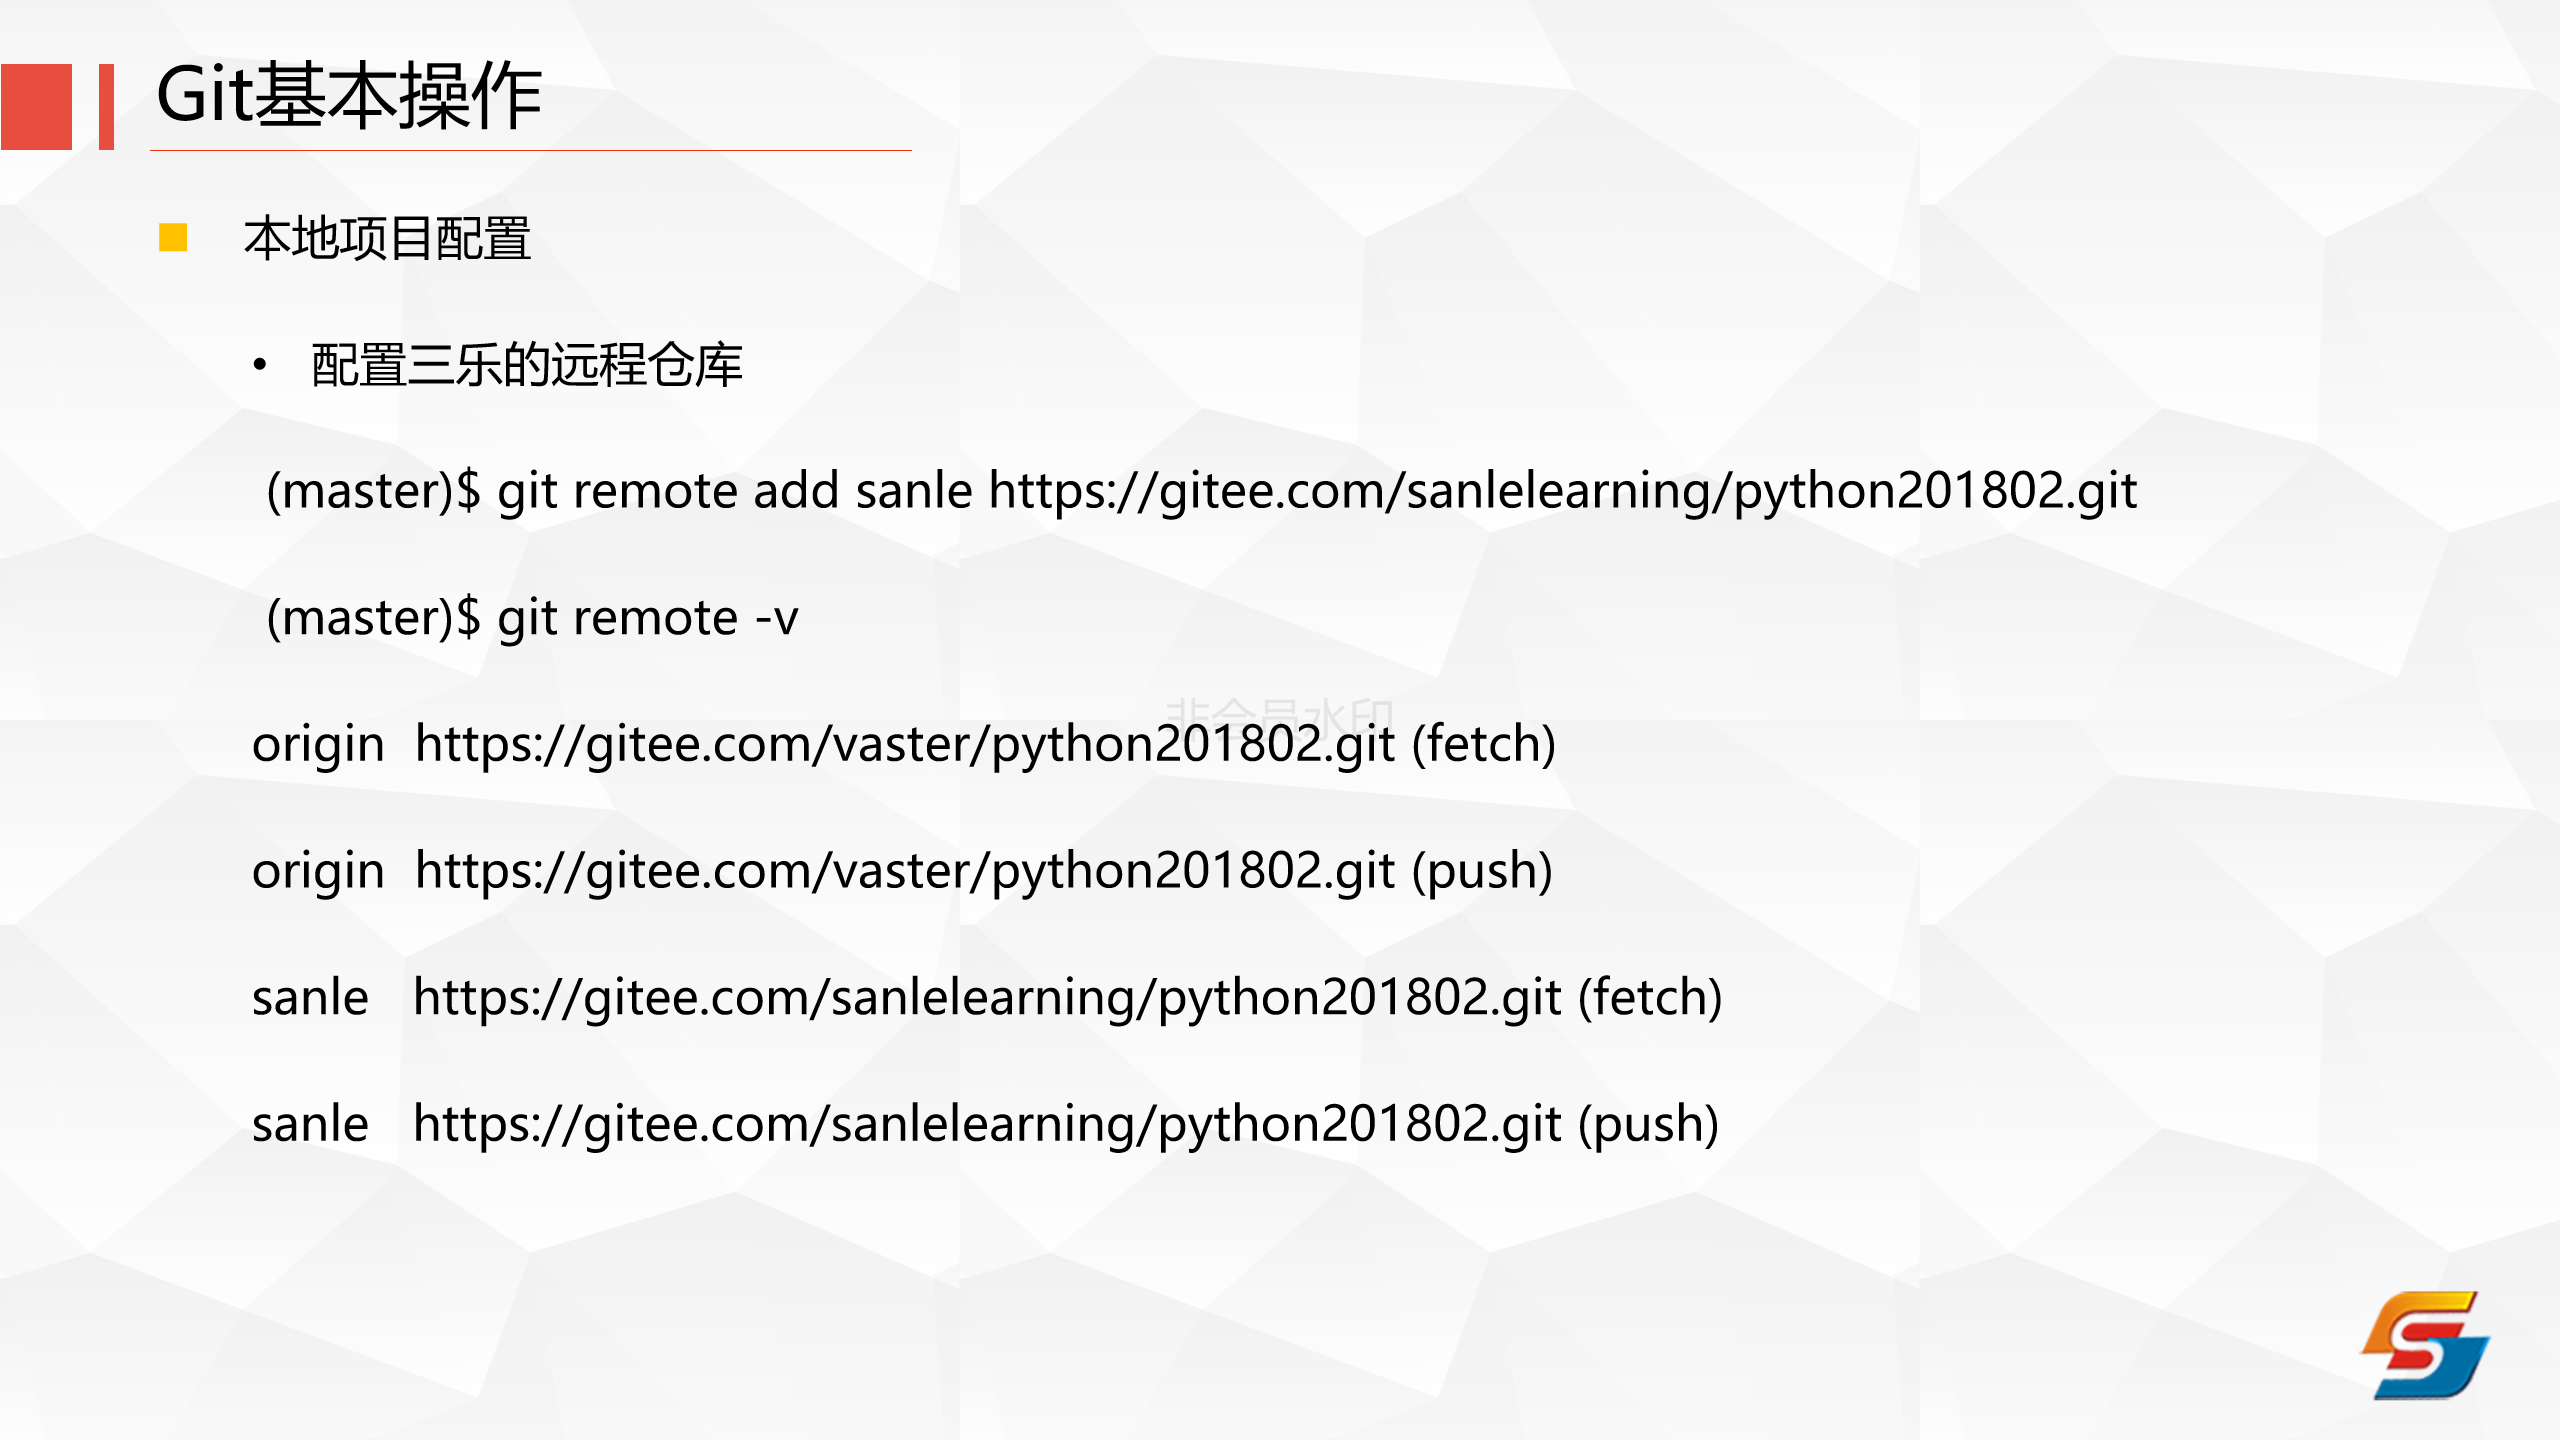 Git基本操作
本地项目配置
• 配置三乐的远程仓库
(master)$ git remote add sanle https://gitee.com/sanlelearning/python201802.git
(master)$ git remote -v
非会员水印
origin https://gitee.com/vaster/python201802.git (fetch)
origin https://gitee.com/vaster/python201802.git (push)
sanle https://gitee.com/sanlelearning/python201802.git (fetch)
sanle https://gitee.com/sanlelearning/python201802.git (push)